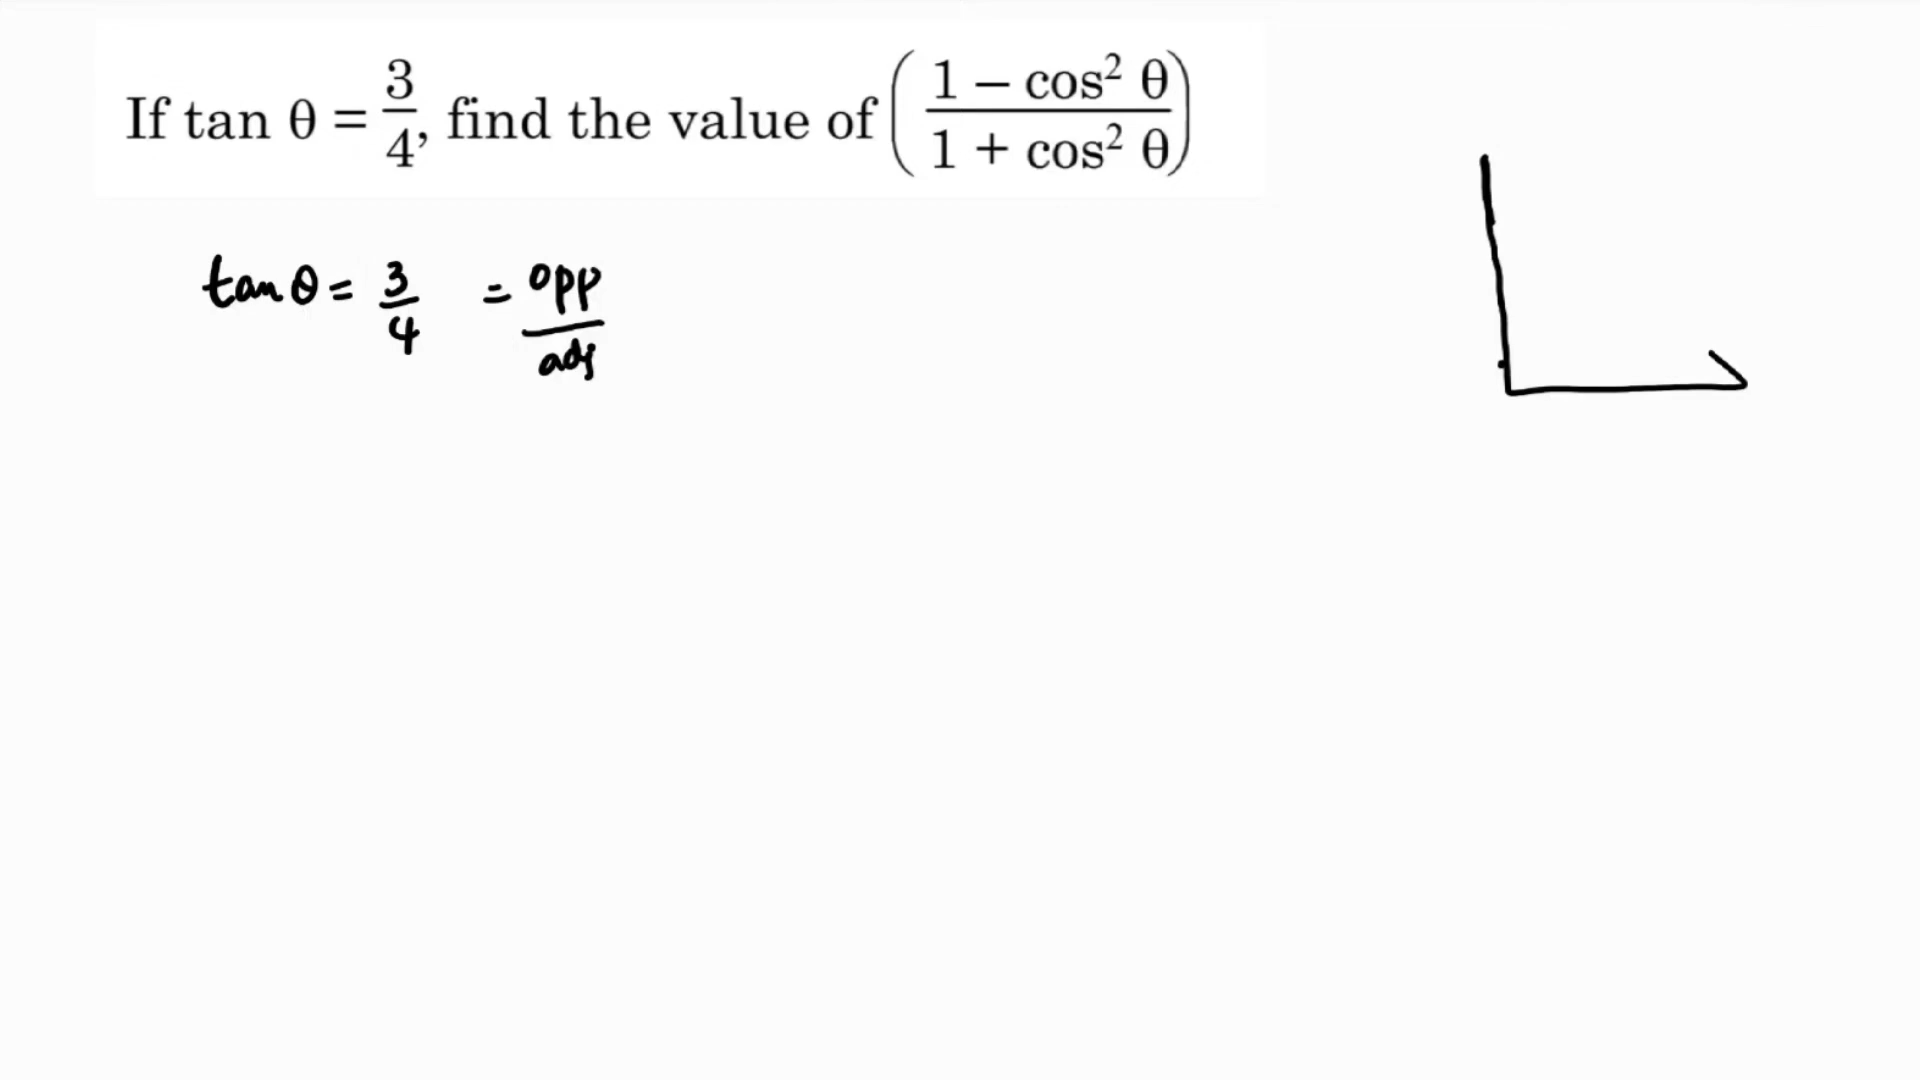 If tan θ = 3/4, find the value of ((1 – cos² θ)/(1 + cos² θ))
tan θ = 3/4 = opp/adj